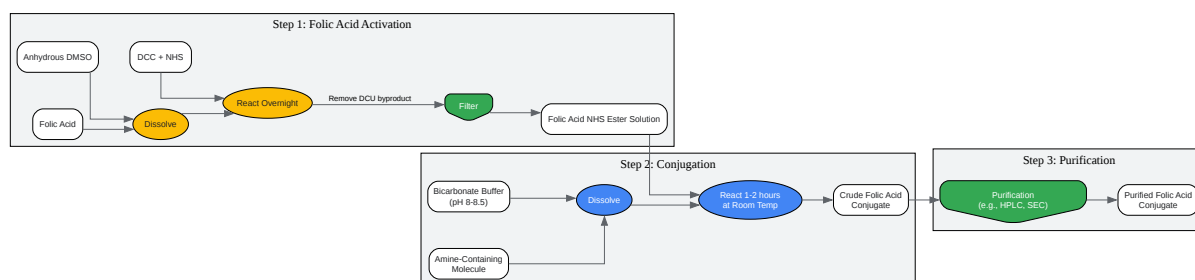 Step 1: Folic Acid Activation
Anhydrous DMSO
DCC + NHS
React Overnight
Remove DCU byproduct
Filter
Folic Acid
Dissolve
Folic Acid NHS Ester Solution
Step 2: Conjugation
Bicarbonate Buffer
(pH 8-8.5)
Dissolve
React 1-2 hours
at Room Temp
Crude Folic Acid
Conjugate
Amine-Containing
Molecule
Step 3: Purification
Purification
(e.g., HPLC, SEC)
Purified Folic Acid
Conjugate